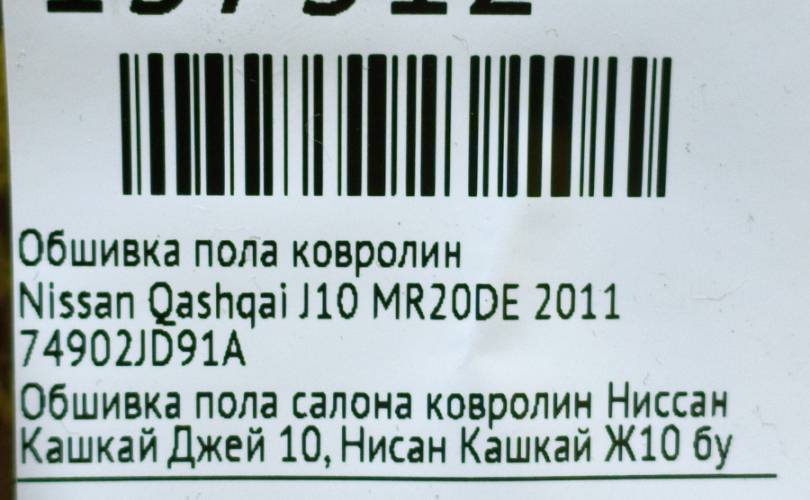 Обшивка пола ковролин
Nissan Qashqai J10 MR20DE 2011
74902JD91A
Обшивка пола салона ковролин Ниссан
Кашкай Джей 10, Нисан Кашкай Ж10 бу